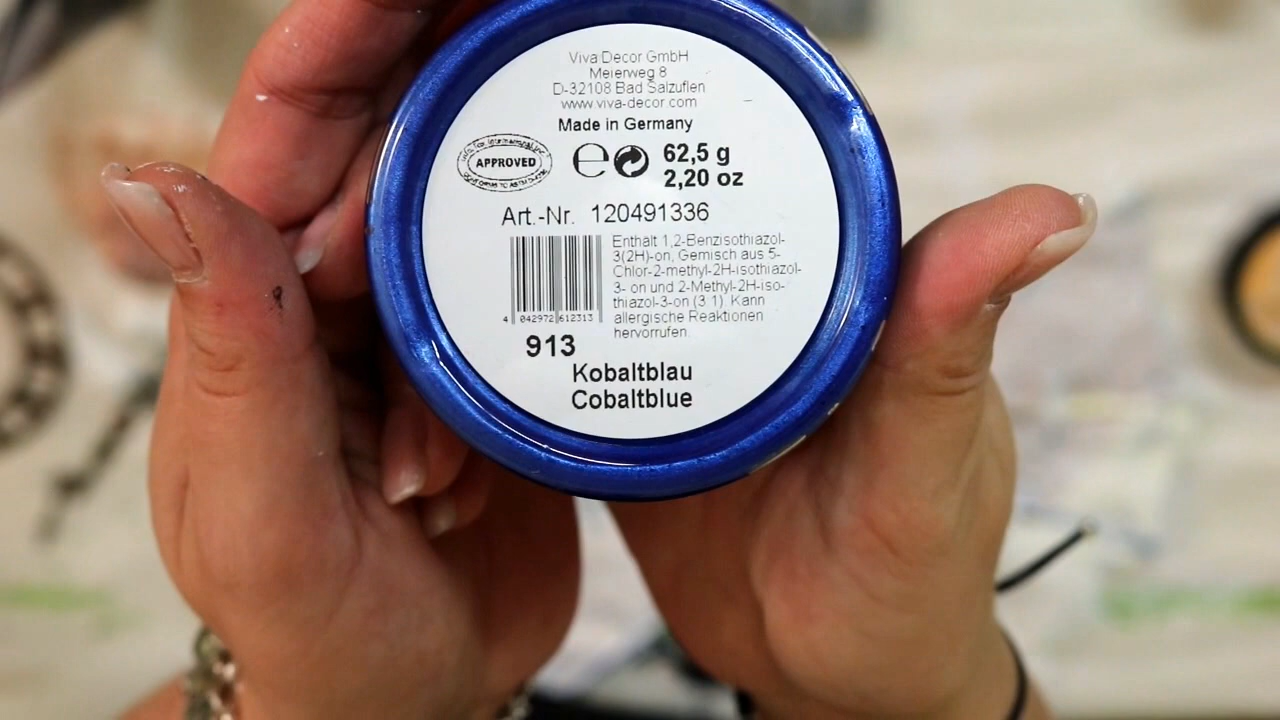 Viva Decor GmbH
Meierweg 8
D-32108 Bad Salzuflen
www.viva-decor.com
Made in Germany
APPROVED
62,5 g
2,20 oz
Art.-Nr. 120491336
Enthält 1,2-Benzisothiazol-
3(2H)-on, Gemisch aus 5-
Chlor-2-methyl-2H-isothiazol-
3- on und 2-Methyl-2H-iso-
thiazol-3-on (3 1). Kann
allergische Reaktionen
hervorrufen.
4 042972 612313
913
Kobaltblau
Cobaltblue